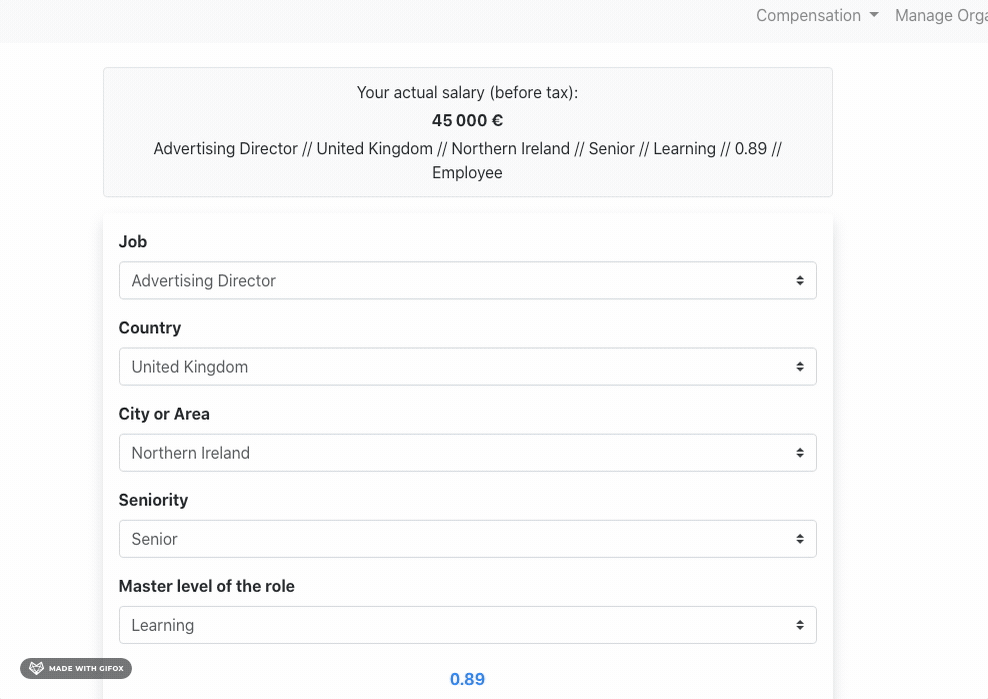 Compensation Manage Orga
Your actual salary (before tax):
45 000 €
Advertising Director // United Kingdom // Northern Ireland // Senior // Learning // 0.89 //
Employee
Job
Advertising Director
Country
United Kingdom
City or Area
Northern Ireland
Seniority
Senior
Master level of the role
Learning
MADE WITH GIFOX
0.89